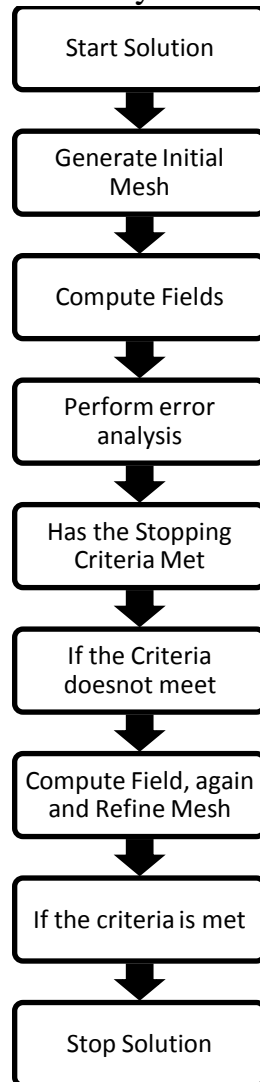 Start Solution
Generate Initial
Mesh
Compute Fields
Perform error
analysis
Has the Stopping
Criteria Met
If the Criteria
doesnot meet
Compute Field, again
and Refine Mesh
If the criteria is met
Stop Solution